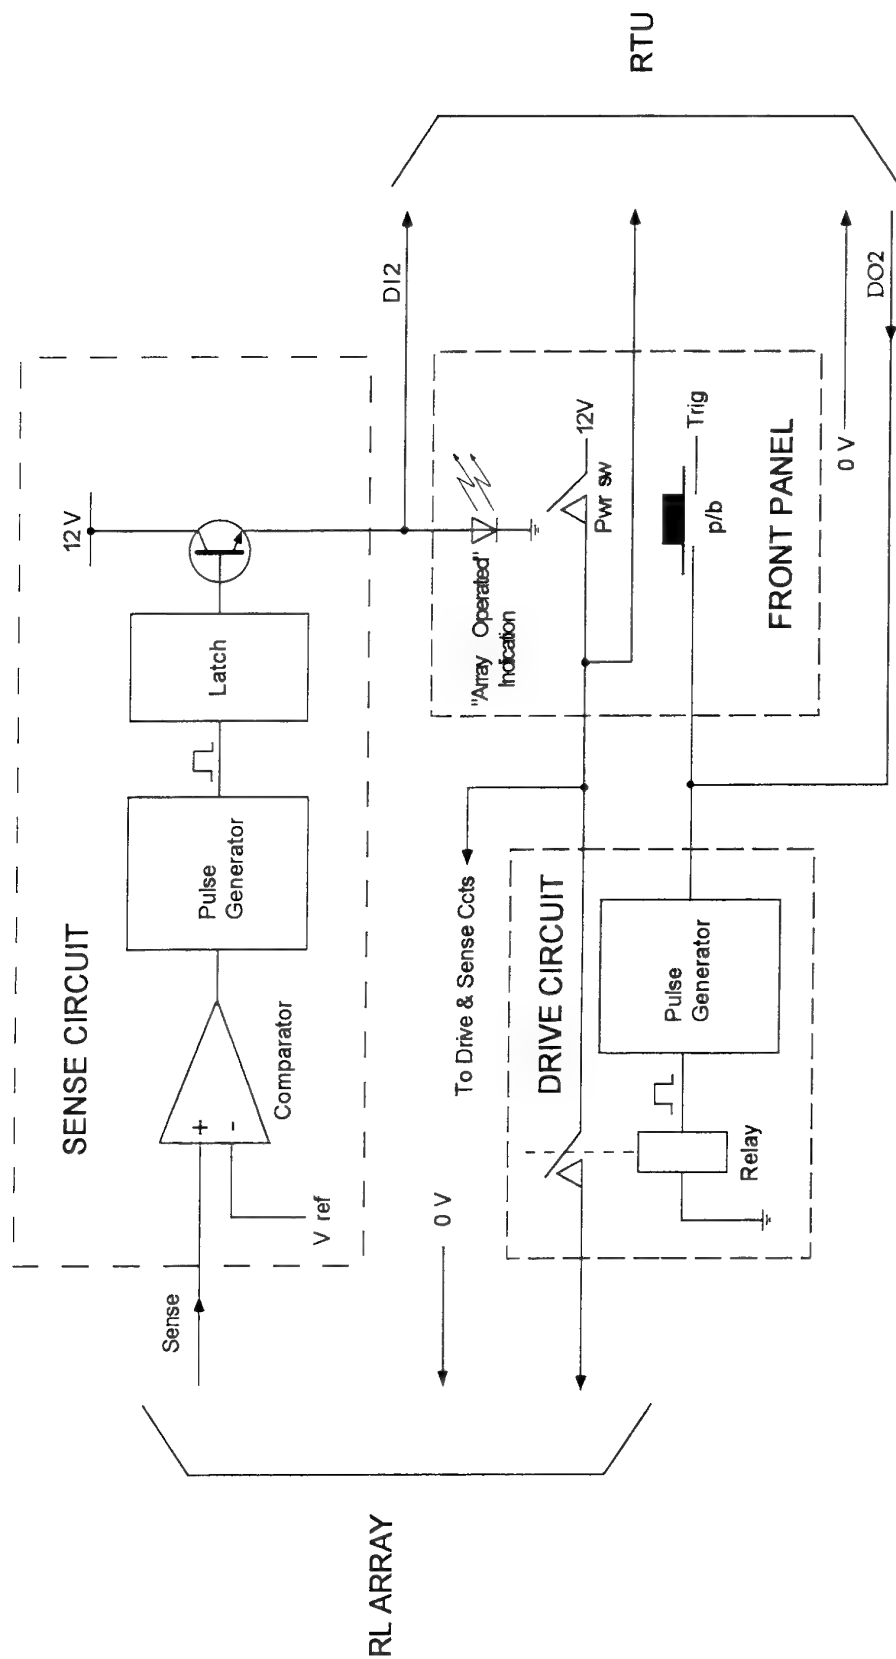 SENSE CIRCUIT
12V
Sense
V ref
+
-
Comparator
Pulse
Generator
Latch
RL ARRAY
0 V
To Drive & Sense Ccts
DI2
RTU
"Array Operated"
Indication
12V
Pwr sw
DRIVE CIRCUIT
Relay
Pulse
Generator
Trig
p/b
FRONT PANEL
0 V
DO2